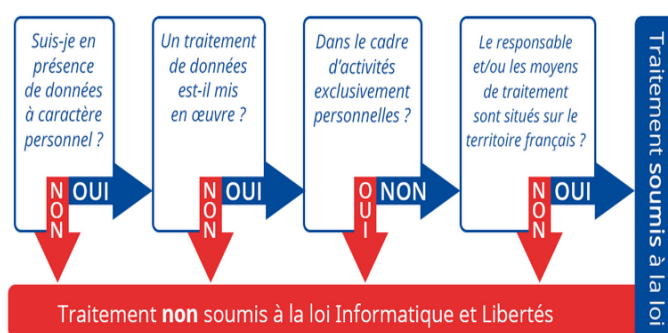 Suis-je en
présence
de données
à caractère
personnel ?
NON
OUI
Un traitement
de données
est-il mis
en œuvre ?
NON
OUI
Dans le cadre
d'activités
exclusivement
personnelles ?
OUI
NON
Le responsable
et/ou les moyens
de traitement
sont situés sur le
territoire français ?
NON
OUI
Traitement soumis à la loi
Traitement non soumis à la loi Informatique et Libertés